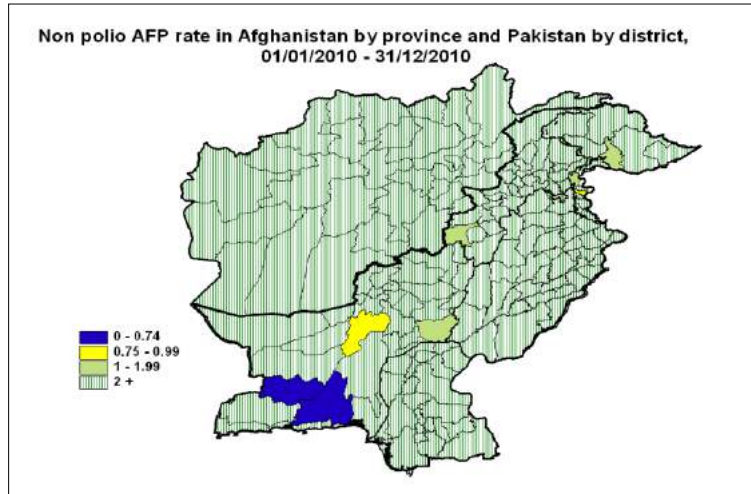 Non polio AFP rate in Afghanistan by province and Pakistan by district,
01/01/2010 - 31/12/2010
0 - 0.74
0.75 - 0.99
1 - 1.99
2 +